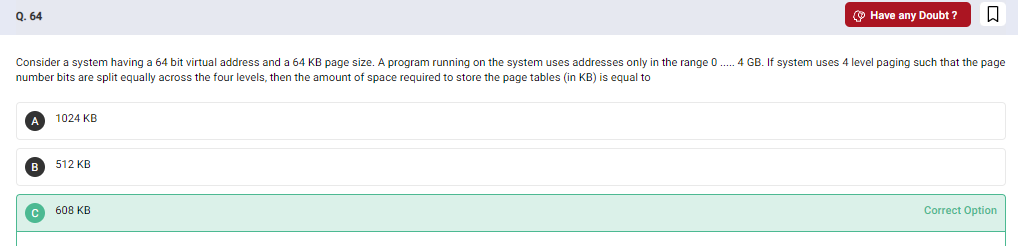 Q. 64
Have any Doubt ?
Consider a system having a 64 bit virtual address and a 64 KB page size. A program running on the system uses addresses only in the range 0 ..... 4 GB. If system uses 4 level paging such that the page
number bits are split equally across the four levels, then the amount of space required to store the page tables (in KB) is equal to
A
1024 KB
B
512 KB
C
608 KB
Correct Option